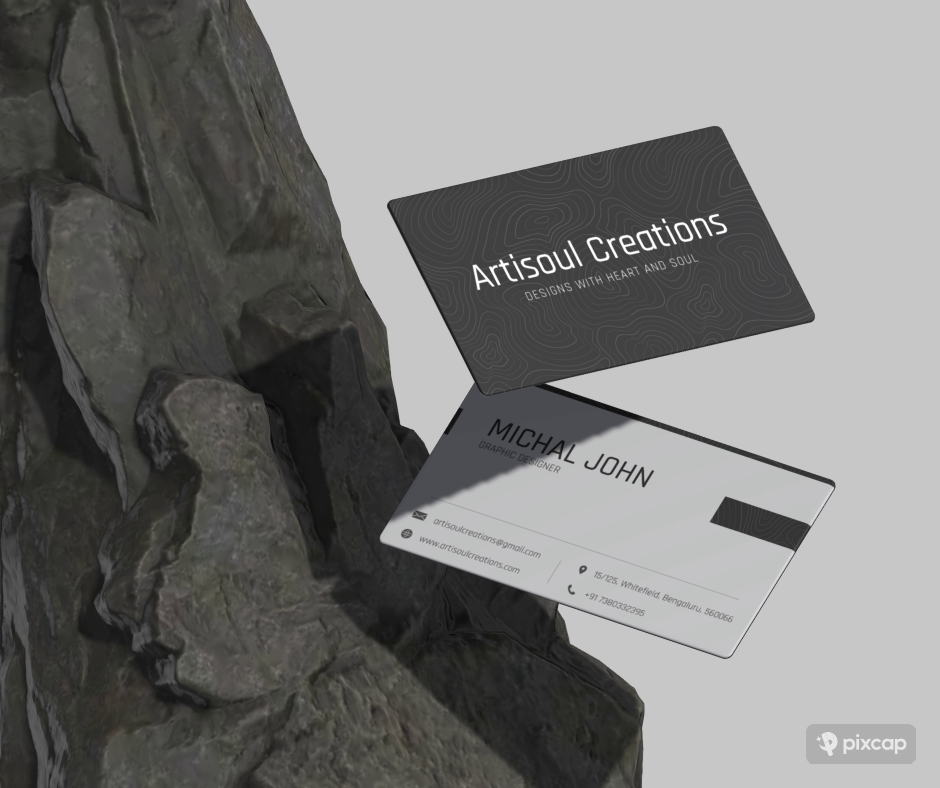 Artisoul Creations
DESIGNS WITH HEART AND SOUL
MICHAL JOHN
GRAPHIC DESIGNER
artisoulcreations@gmail.com
www.artisoulcreations.com
15/125, Whitefield, Bengaluru, 560066
+91 7380332395
pixcap